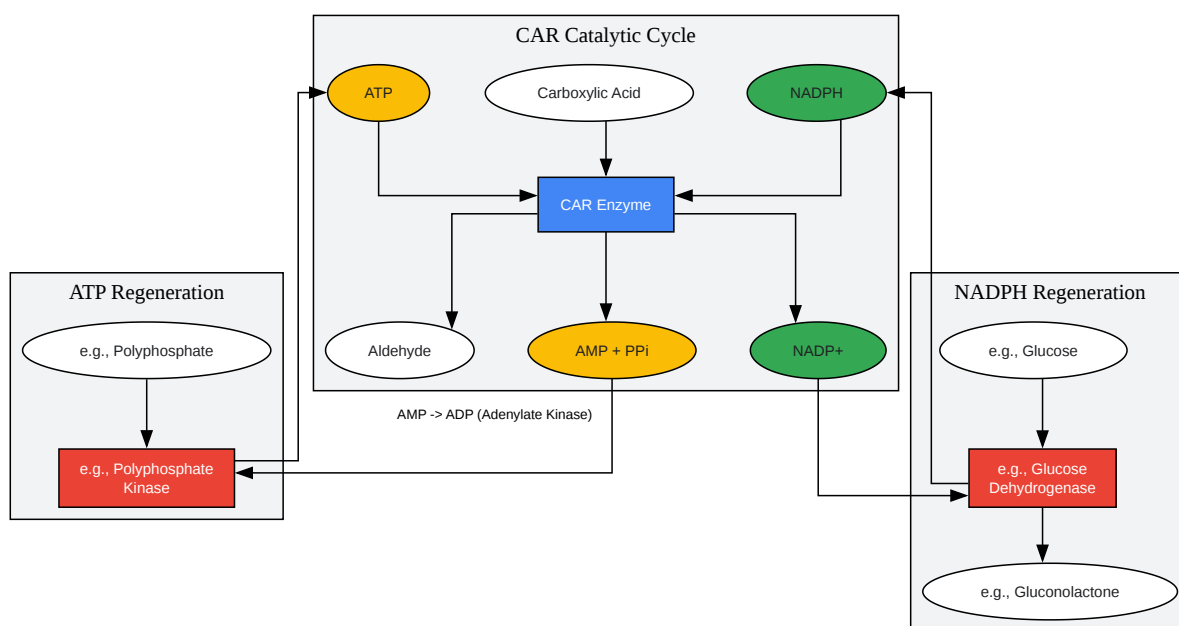 CAR Catalytic Cycle
ATP
Carboxylic Acid
NADPH
CAR Enzyme
ATP Regeneration
NADPH Regeneration
e.g., Polyphosphate
Aldehyde
AMP + PPi
NADP+
e.g., Glucose
AMP -> ADP (Adenylate Kinase)
e.g., Polyphosphate
Kinase
e.g., Glucose
Dehydrogenase
e.g., Gluconolactone